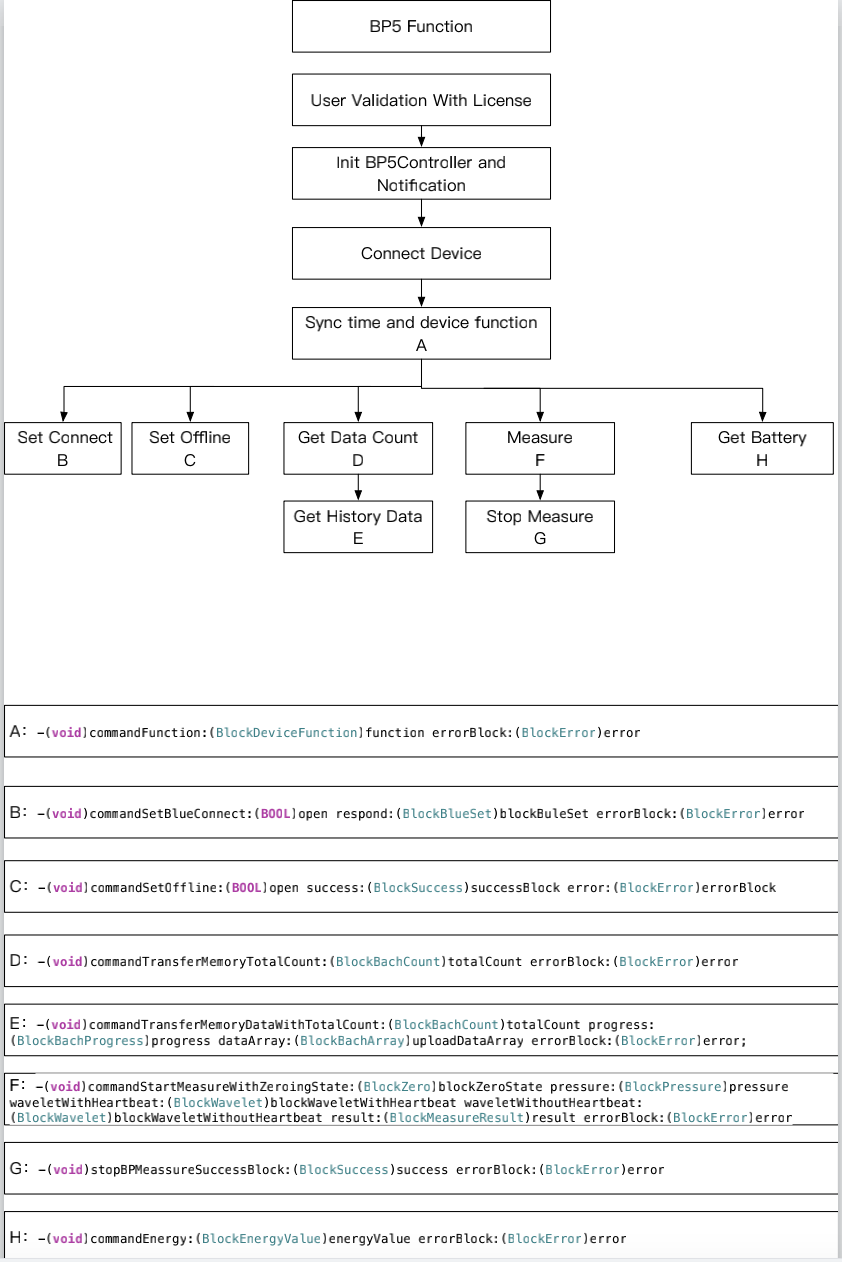 BP5 Function
User Validation With License
Init BP5Controller and
Notification
Connect Device
Sync time and device function
A
Set Connect
B
Set Offline
C
Get Data Count
D
Measure
F
Get Battery
H
Get History Data
E
Stop Measure
G
A: -(void)commandFunction:(BlockDeviceFunction)function errorBlock:(BlockError)error
B: -(void)commandSetBlueConnect:(BOOL)open respond:(BlockBlueSet)blockBuleSet errorBlock:(BlockError)error
C: -(void)commandSetOffline:(BOOL)open success:(BlockSuccess)successBlock error:(BlockError)errorBlock
D: -(void)commandTransferMemoryTotalCount:(BlockBachCount)totalCount errorBlock:(BlockError)error
E: -(void)commandTransferMemoryDataWithTotalCount:(BlockBachCount)totalCount progress:
(BlockBachProgress)progress dataArray:(BlockBachArray)uploadDataArray errorBlock:(BlockError)error;
F: -(void)commandStartMeasureWithZeroingState:(BlockZero)blockZeroState pressure:(BlockPressure)pressure
waveletWithHeartbeat:(BlockWavelet)blockWaveletWithHeartbeat waveletWithoutHeartbeat:
(BlockWavelet)blockWaveletWithoutHeartbeat result:(BlockMeasureResult)result errorBlock:(BlockError)error
G: -(void)stopBPMeassureSuccessBlock:(BlockSuccess)success errorBlock:(BlockError)error
H: -(void)commandEnergy:(BlockEnergyValue)energyValue errorBlock:(BlockError)error